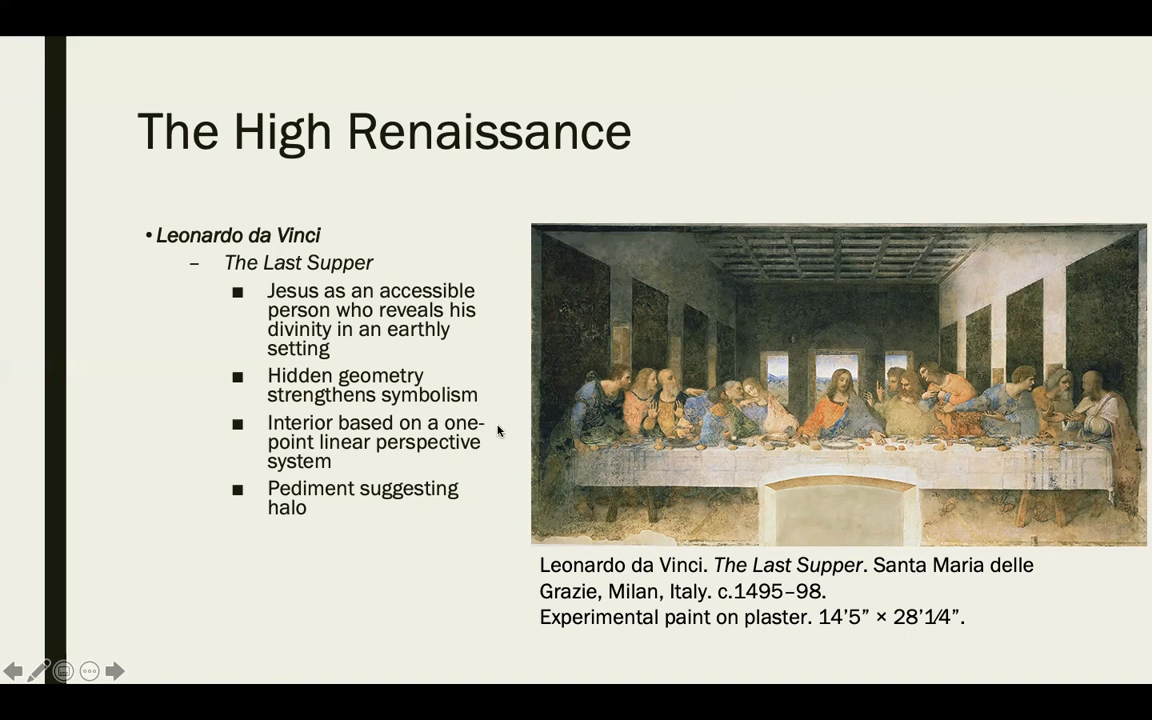 The High Renaissance
• Leonardo da Vinci
– The Last Supper
■ Jesus as an accessible
person who reveals his
divinity in an earthly
setting
■ Hidden geometry
strengthens symbolism
■ Interior based on a one-
point linear perspective
system
■ Pediment suggesting
halo
Leonardo da Vinci. The Last Supper. Santa Maria delle
Grazie, Milan, Italy. c.1495–98.
Experimental paint on plaster. 14’5” × 28’1⁄4”.